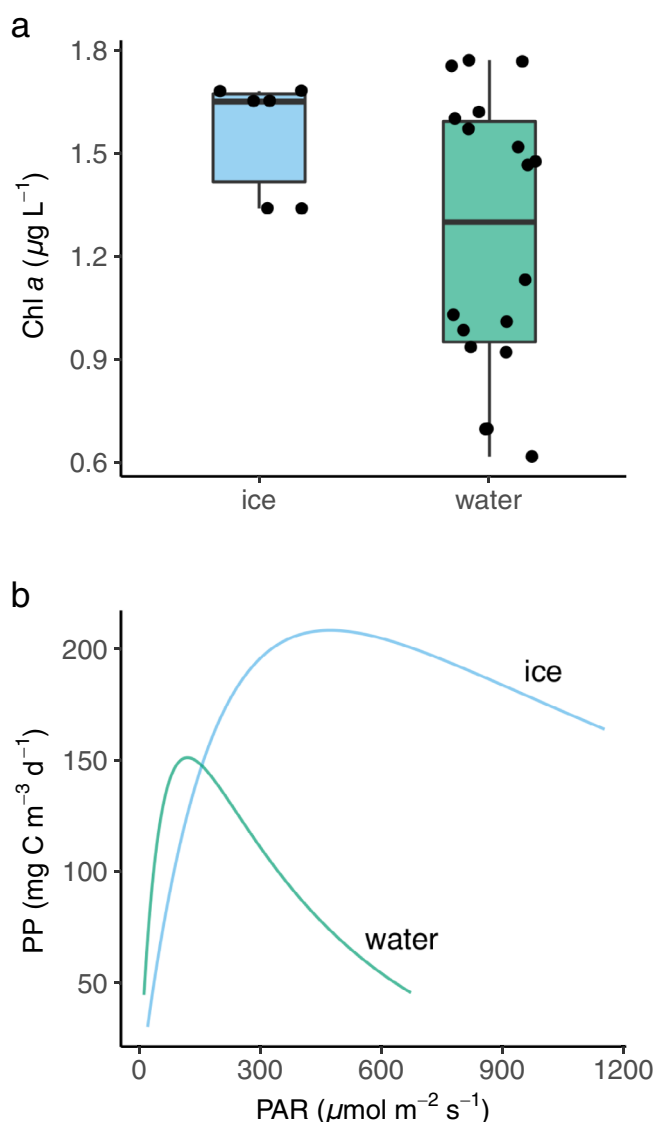 a
1.8
1.5
1.2
0.9
0.6
Chl a (µg L⁻¹)
ice water
b
200
150
100
50
PP (mg C m⁻³ d⁻¹)
ice
water
0 300 600 900 1200
PAR (µmol m⁻² s⁻¹)